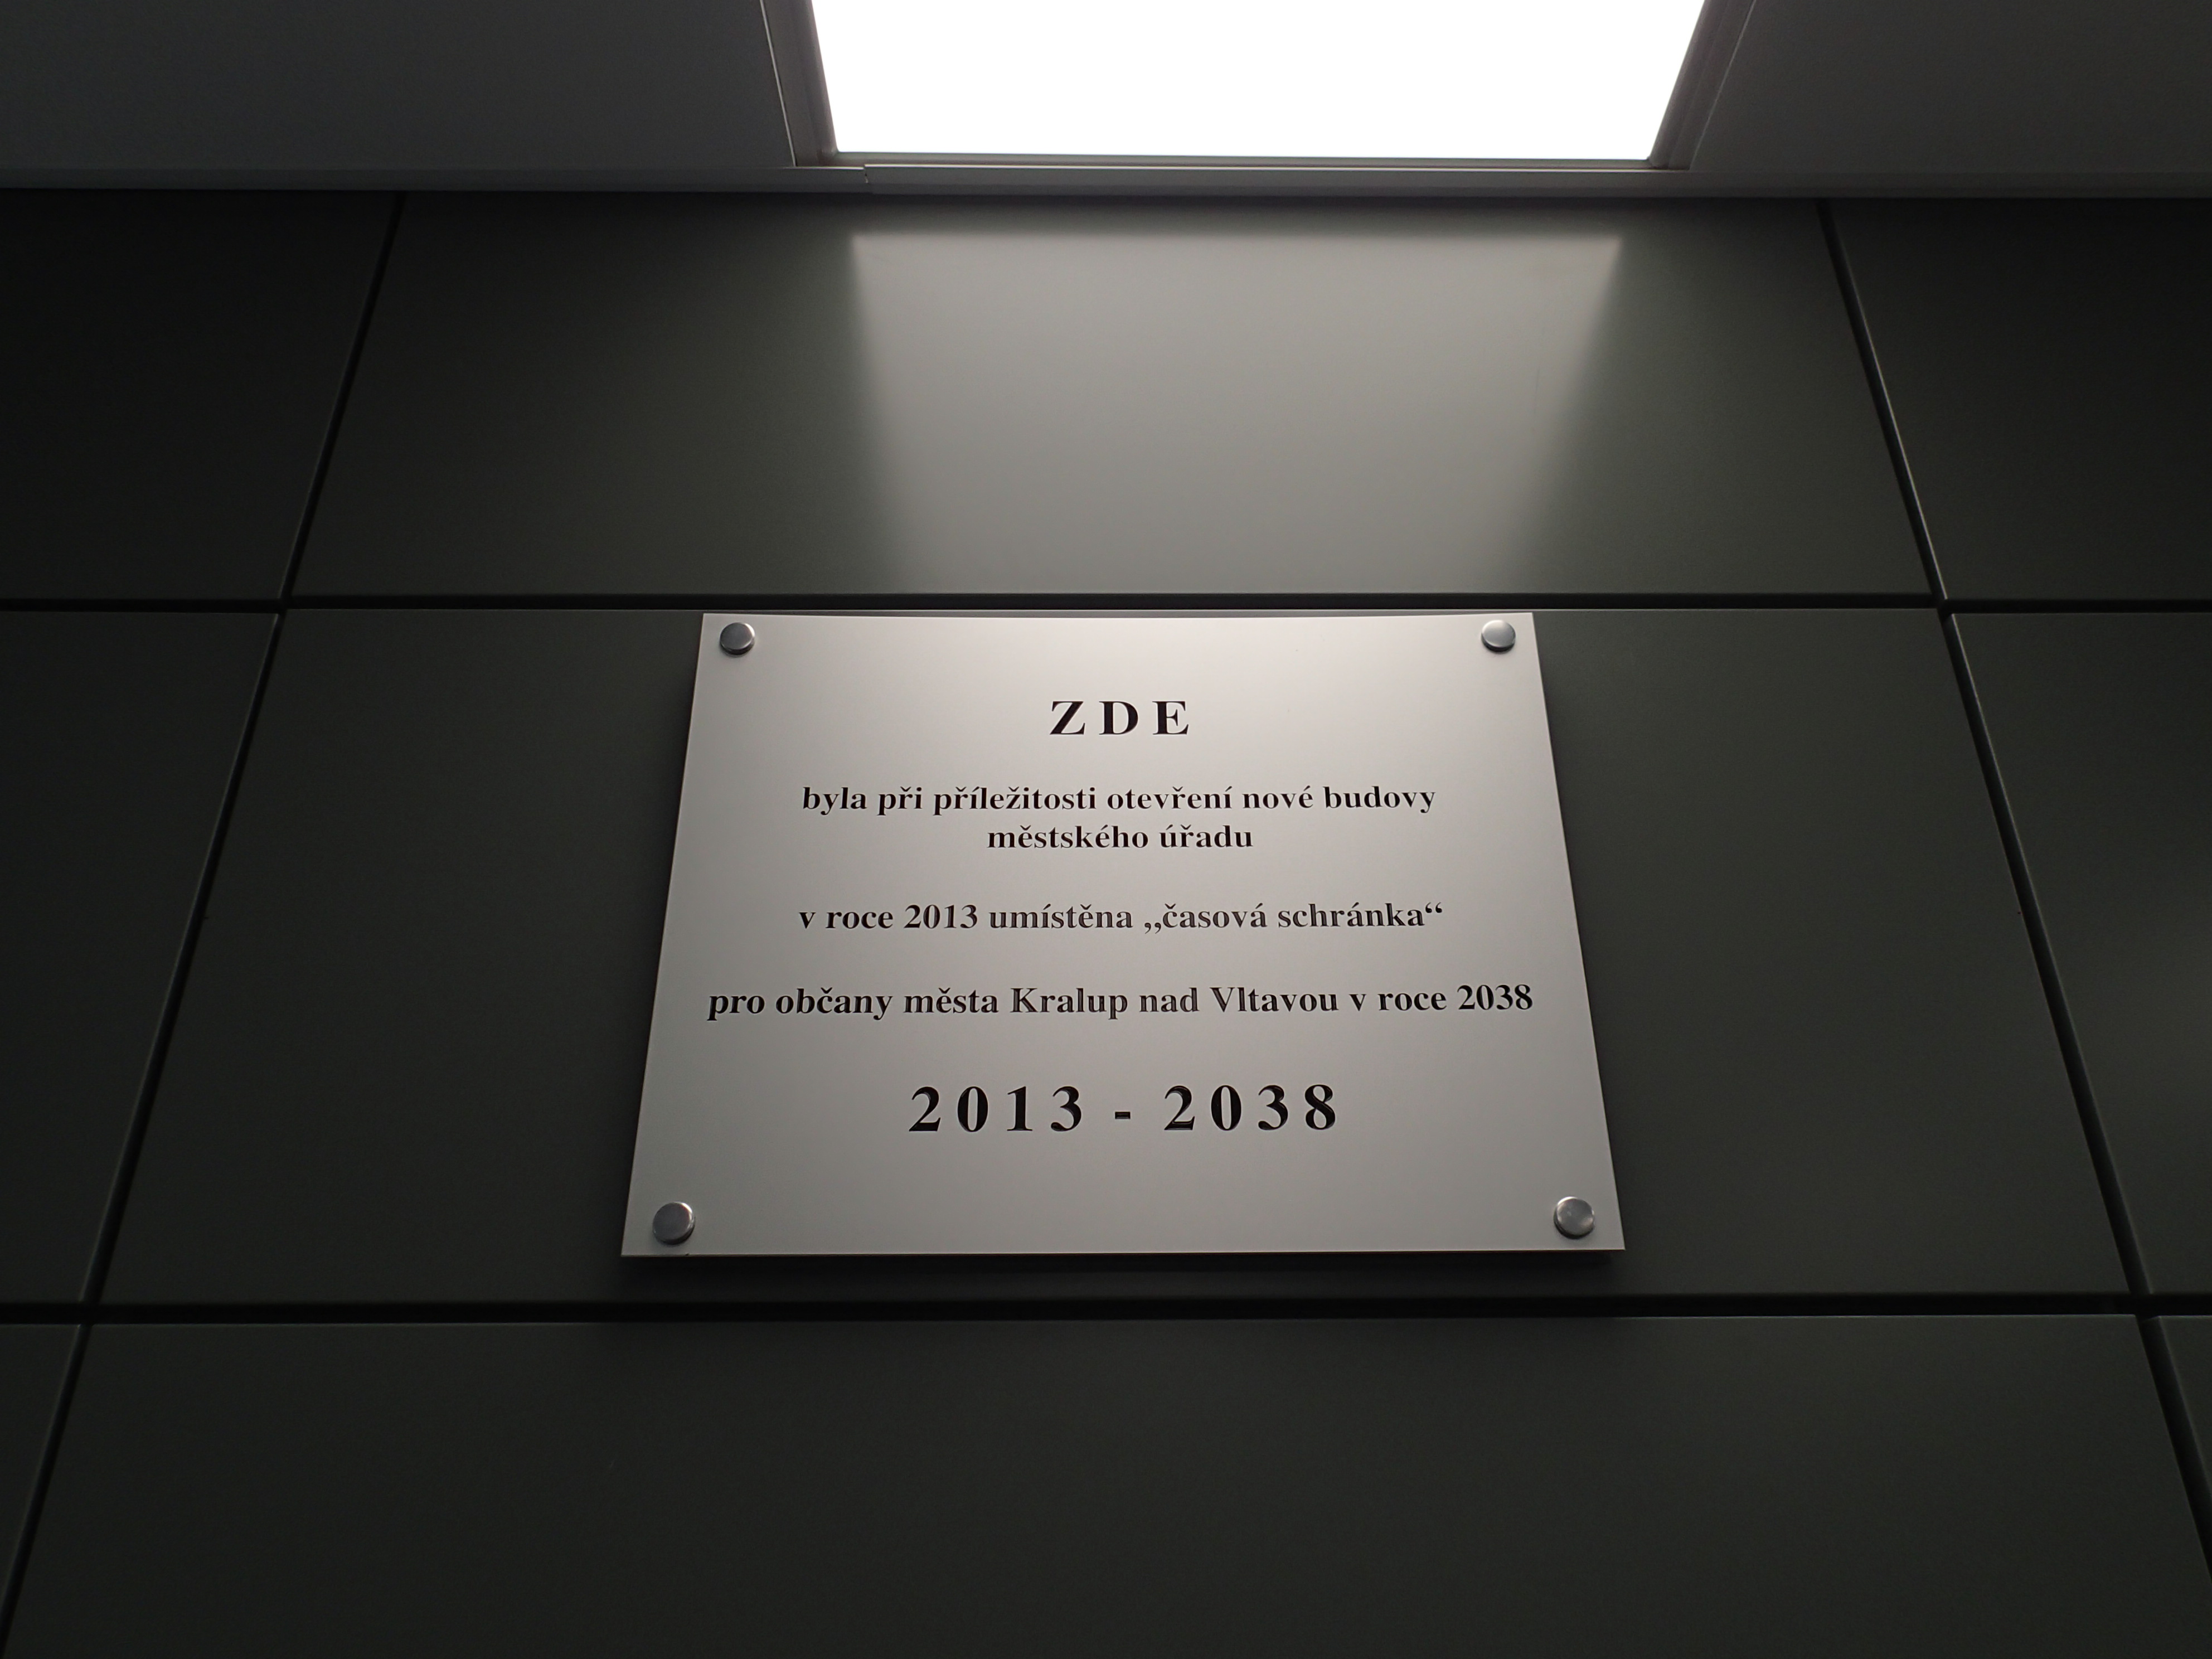 ZDE
byla při příležitosti otevření nové budovy
městského úřadu
v roce 2013 umístěna „časová schránka“
pro občany města Kralup nad Vltavou v roce 2038
2013 - 2038